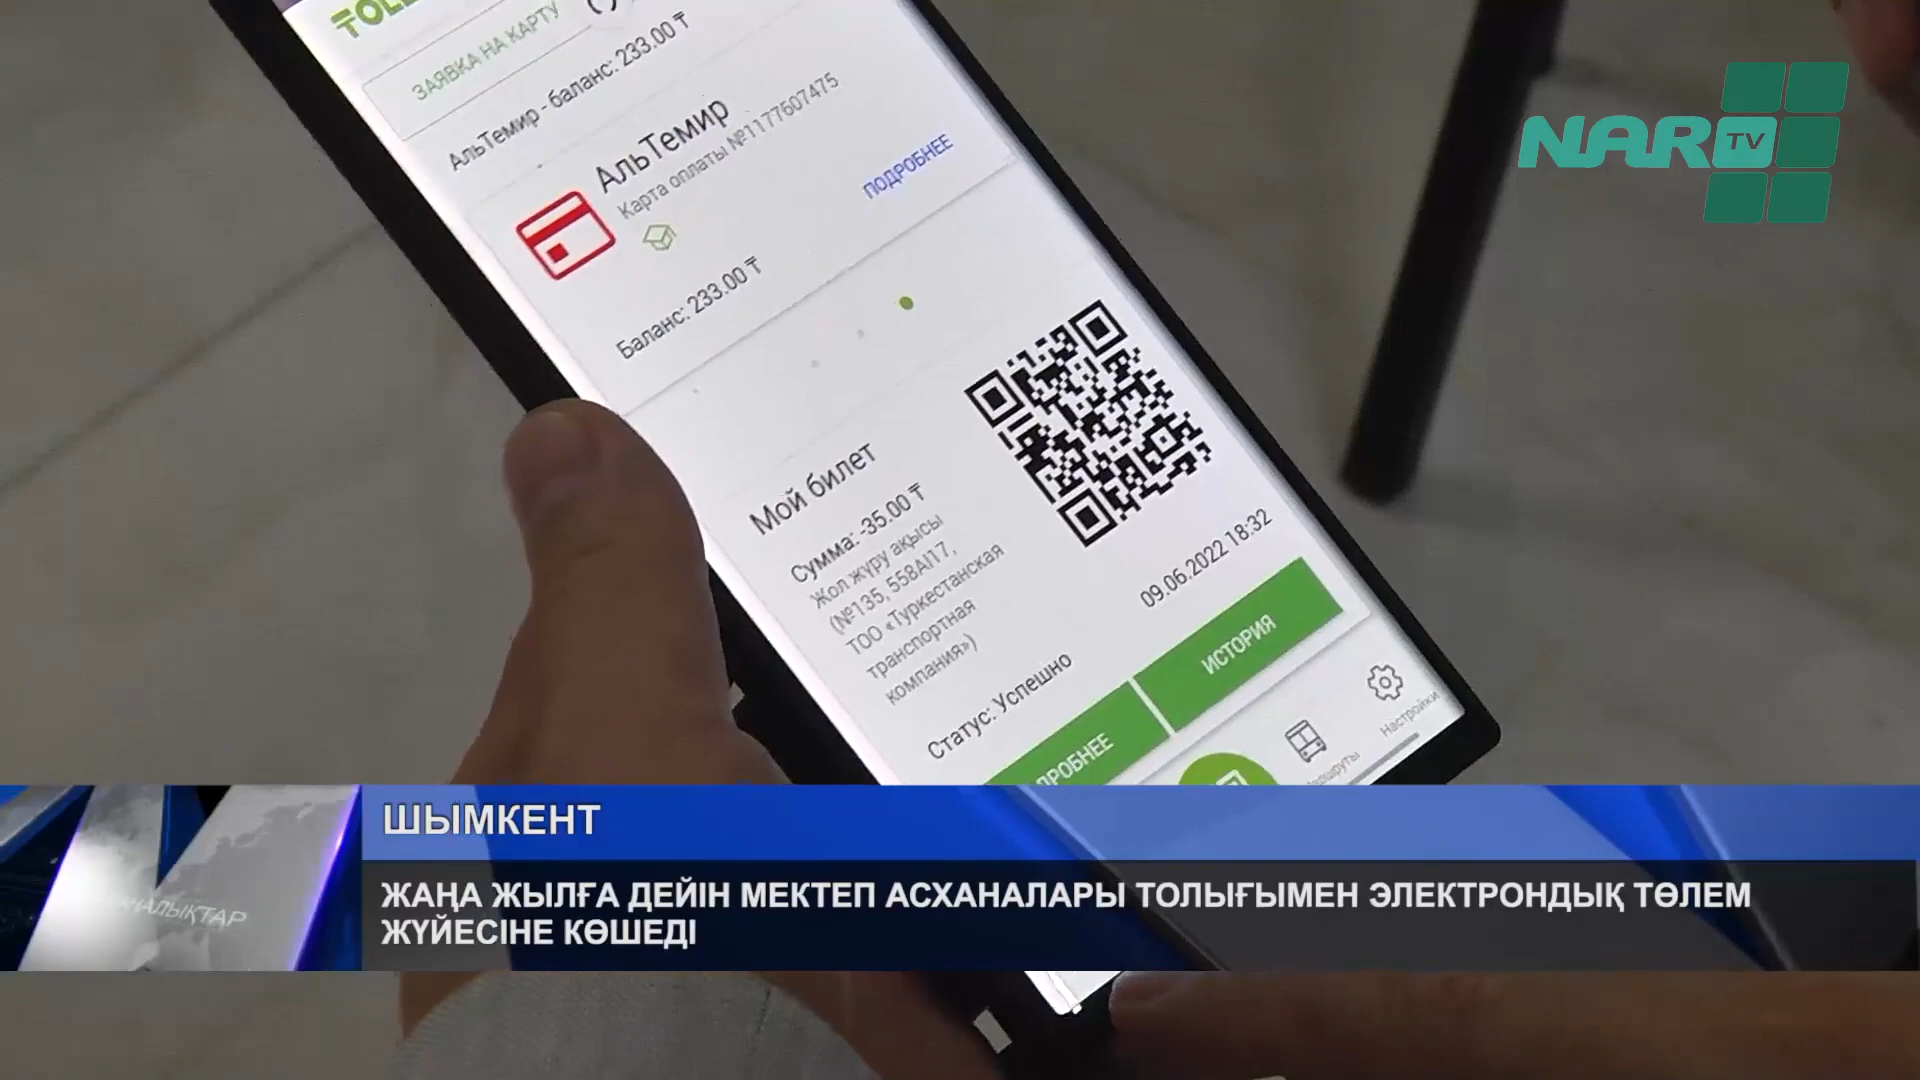 ЗАЯВКА НА КАРТУ
АльТемир - баланс: 233.00 ₸
АльТемир
Карта оплаты №1177607475
ПОДРОБНЕЕ
Баланс: 233.00 ₸
Мой билет
Сумма: -35.00 ₸
Жол жүру ақысы
(№135, 558AI17,
ТОО «Туркестанская
транспортная
компания»)
09.06.2022 18:32
Статус: Успешно
ИСТОРИЯ
Настройки
NAR TV
ШЫМКЕНТ
ЖАҢА ЖЫЛҒА ДЕЙІН МЕКТЕП АСХАНАЛАРЫ ТОЛЫҒЫМЕН ЭЛЕКТРОНДЫҚ ТӨЛЕМ
ЖҮЙЕСІНЕ КӨШЕДІ